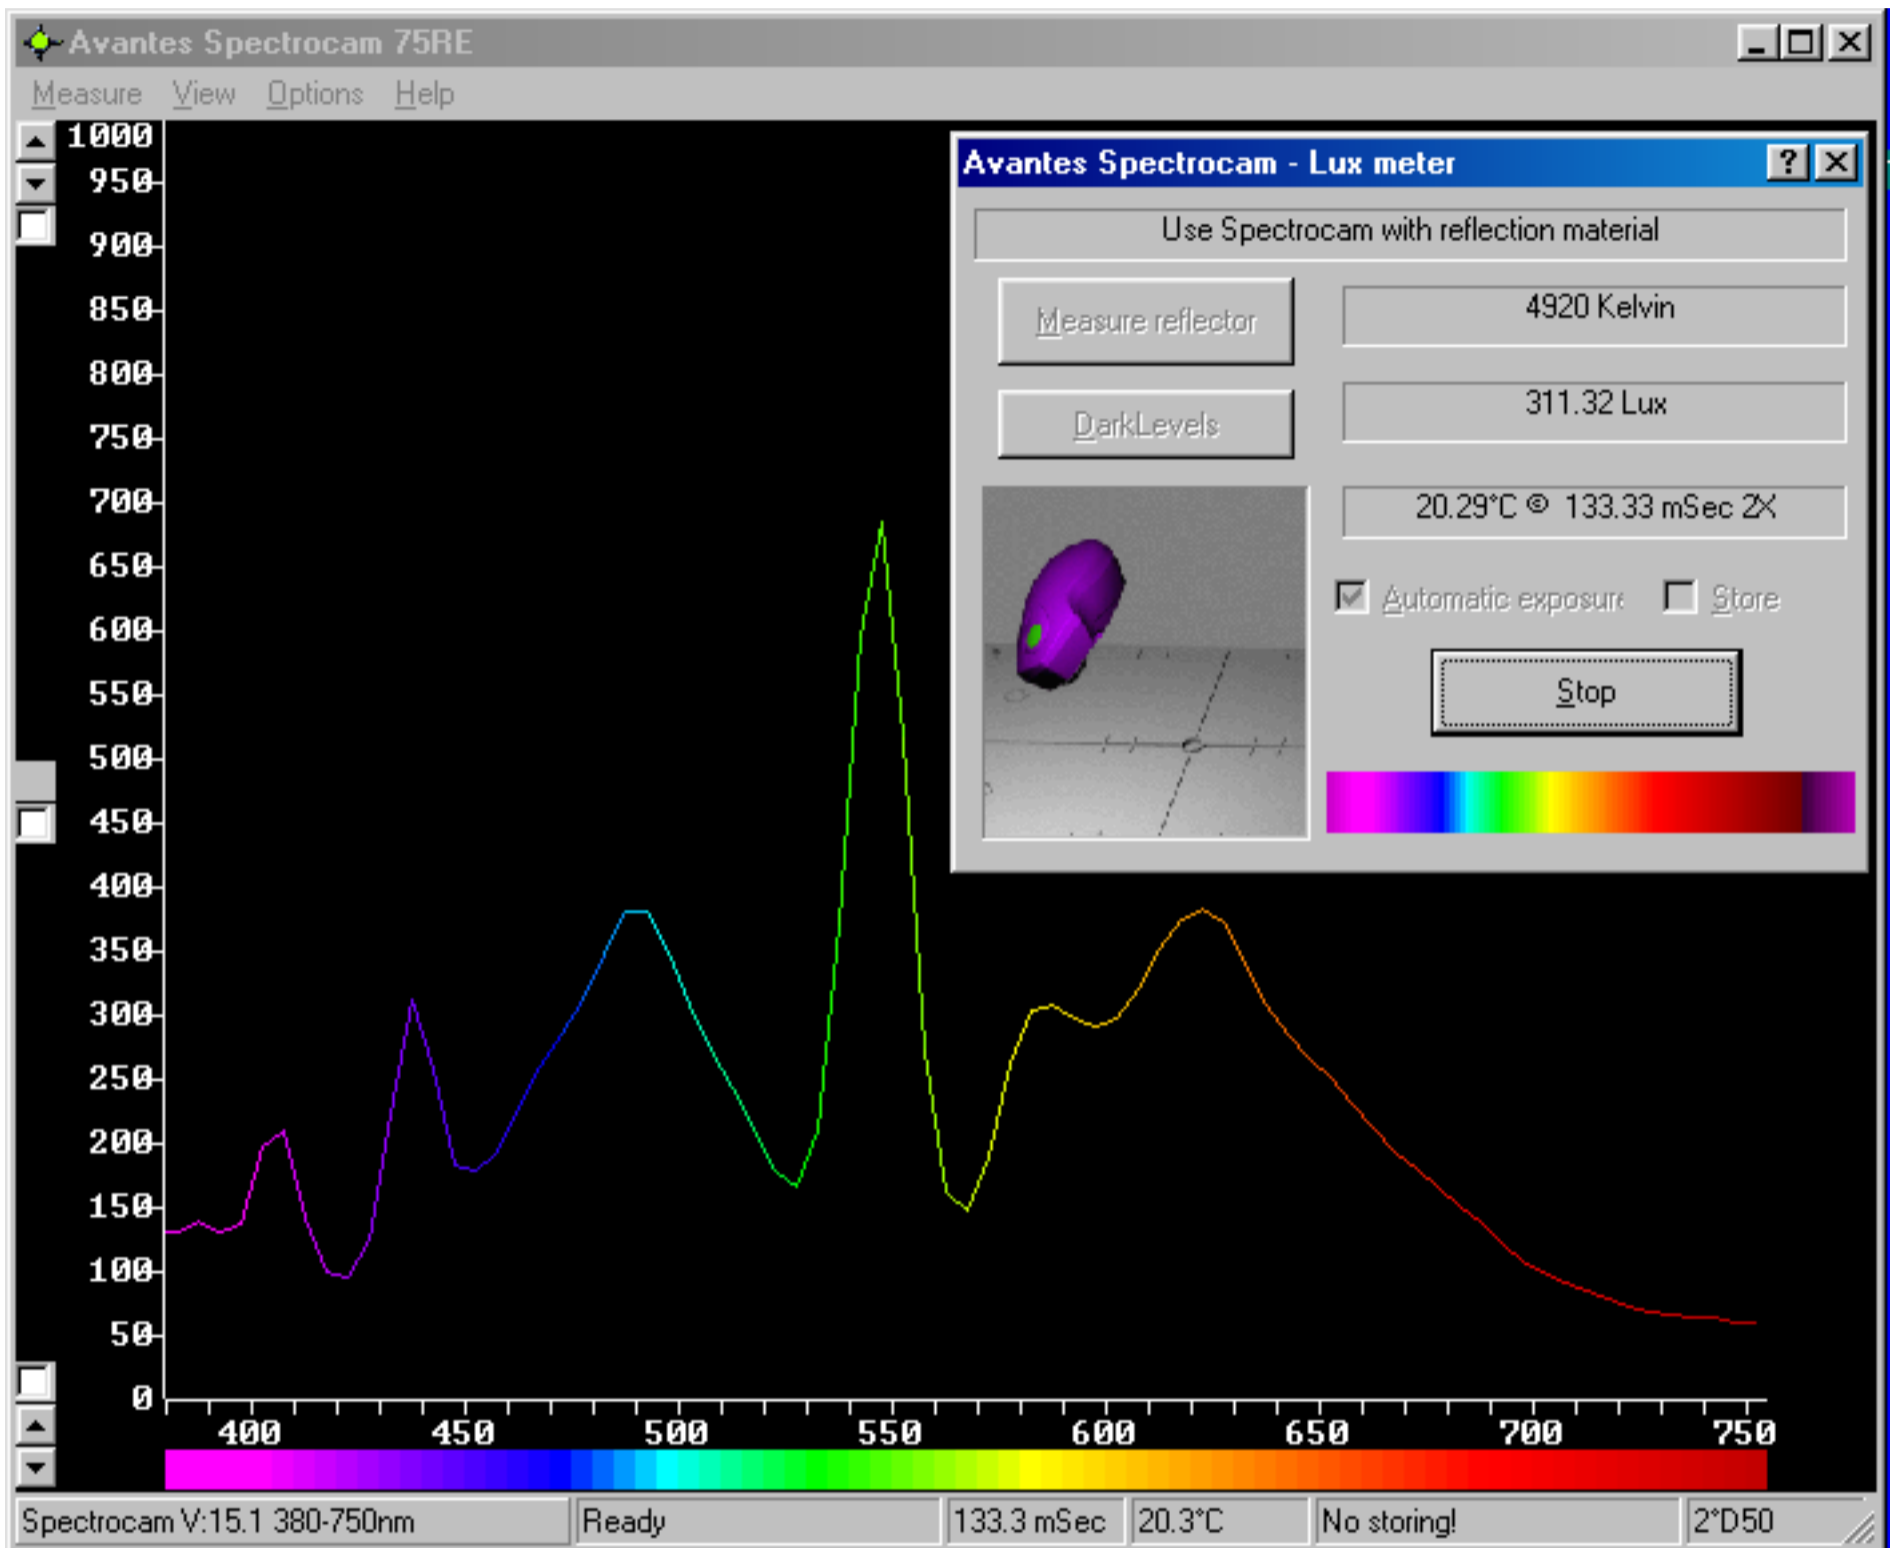 Avantes Spectrocam 75RE
Measure View Options Help
1000
950
900
850
800
750
700
650
600
550
500
450
400
350
300
250
200
150
100
50
0
400 450 500 550 600 650 700 750
Avantes Spectrocam - Lux meter
Use Spectrocam with reflection material
Measure reflector
4920 Kelvin
DarkLevels
311.32 Lux
20.29°C © 133.33 mSec 2X
Automatic exposure Store
Stop
Spectrocam V:15.1 380-750nm Ready 133.3 mSec 20.3°C No storing! 2°D50